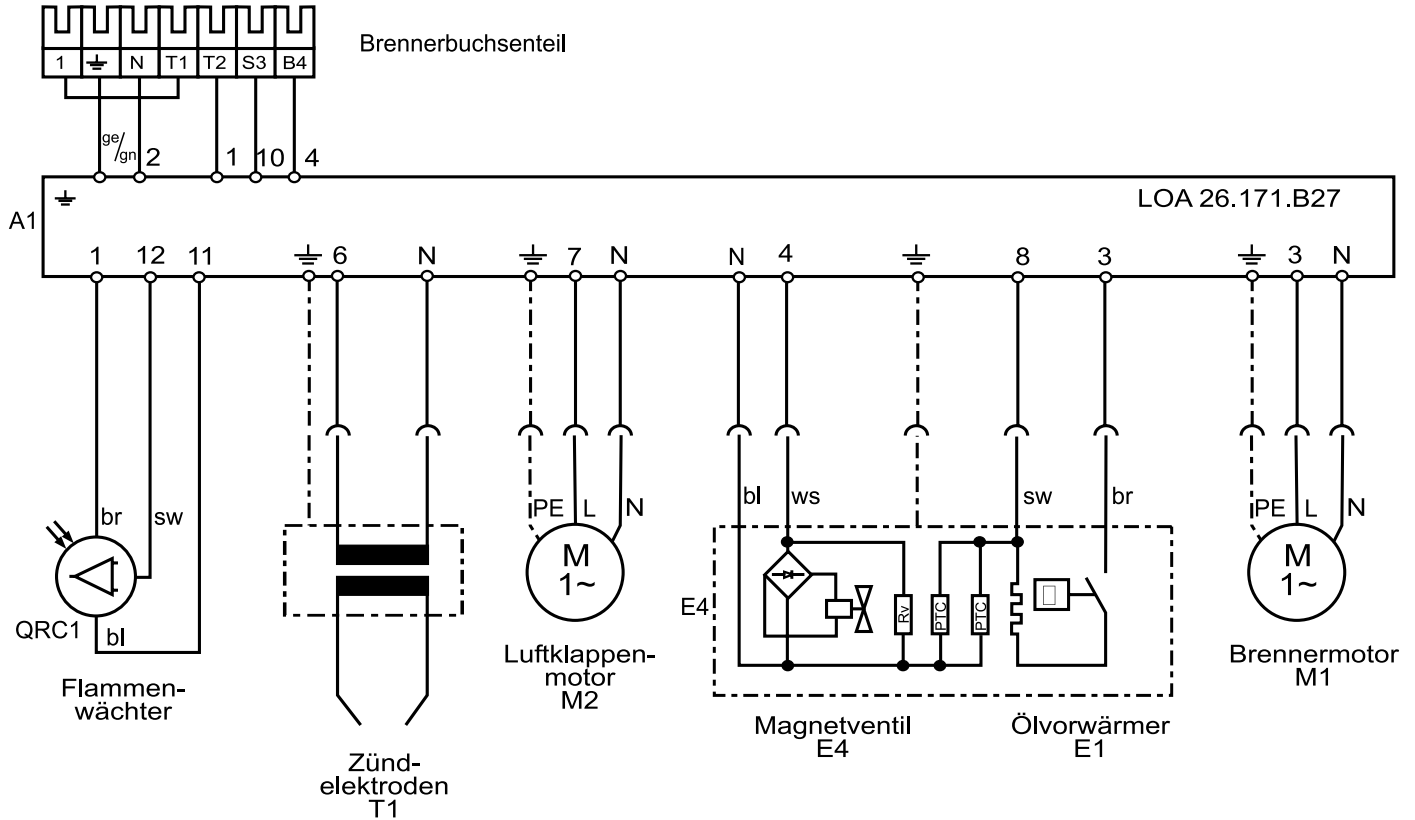 Brennerbuchsenteil
1 N T1 T2 S3 B4
ge/gn 2 1 10 4
LOA 26.171.B27
A1
1 12 11 6 N 7 N N 4 8 3 3 N
br sw PE L N bl ws sw br PE L N
M M
1~ 1~
E4 Rv PTC PTC
QRC1
bl
Flammen-
wächter
Luftklappen-
motor
M2
Brennermotor
M1
Magnetventil
E4
Ölvorwärmer
E1
Zünd-
elektroden
T1